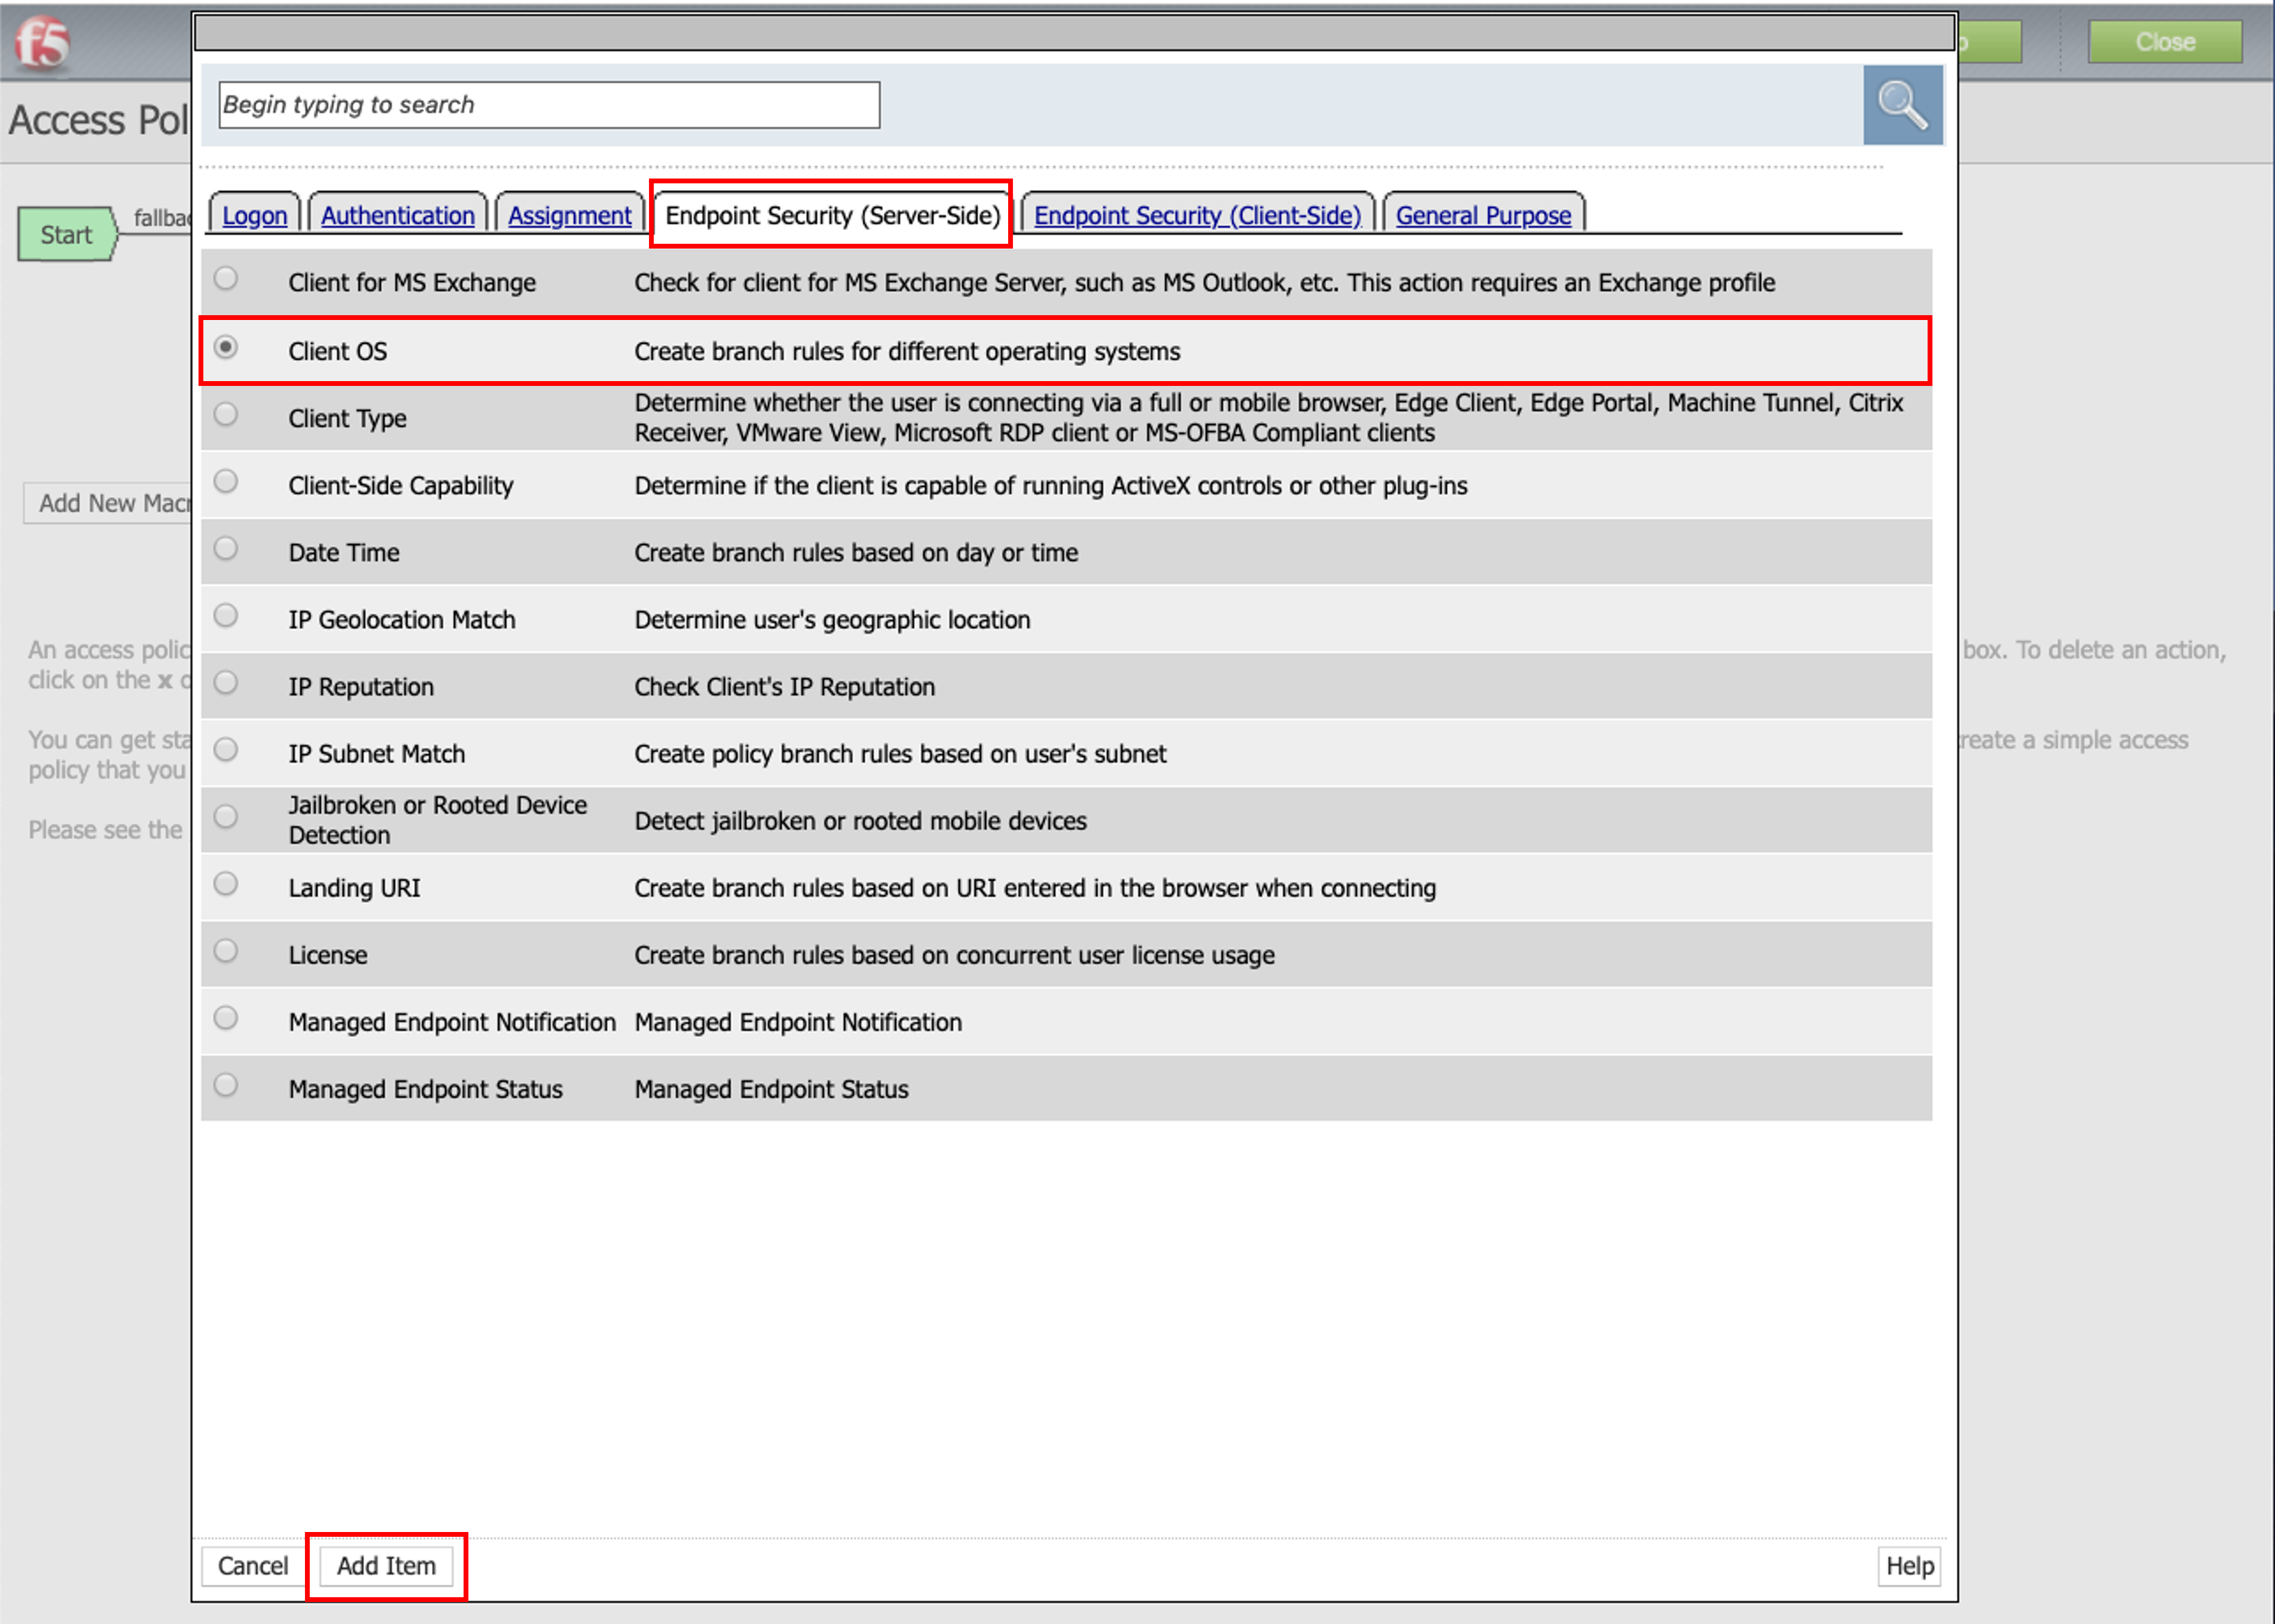 f5
Close
Access Pol
Begin typing to search
Start
fallbac
Logon
Authentication
Assignment
Endpoint Security (Server-Side)
Endpoint Security (Client-Side)
General Purpose
Client for MS Exchange
Check for client for MS Exchange Server, such as MS Outlook, etc. This action requires an Exchange profile
Client OS
Create branch rules for different operating systems
Client Type
Determine whether the user is connecting via a full or mobile browser, Edge Client, Edge Portal, Machine Tunnel, Citrix
Receiver, VMware View, Microsoft RDP client or MS-OFBA Compliant clients
Client-Side Capability
Determine if the client is capable of running ActiveX controls or other plug-ins
Add New Macr
Date Time
Create branch rules based on day or time
IP Geolocation Match
Determine user's geographic location
An access polic
box. To delete an action,
click on the x o
IP Reputation
Check Client's IP Reputation
You can get sta
create a simple access
policy that you
IP Subnet Match
Create policy branch rules based on user's subnet
Please see the
Jailbroken or Rooted Device
Detection
Detect jailbroken or rooted mobile devices
Landing URI
Create branch rules based on URI entered in the browser when connecting
License
Create branch rules based on concurrent user license usage
Managed Endpoint Notification
Managed Endpoint Notification
Managed Endpoint Status
Managed Endpoint Status
Cancel
Add Item
Help